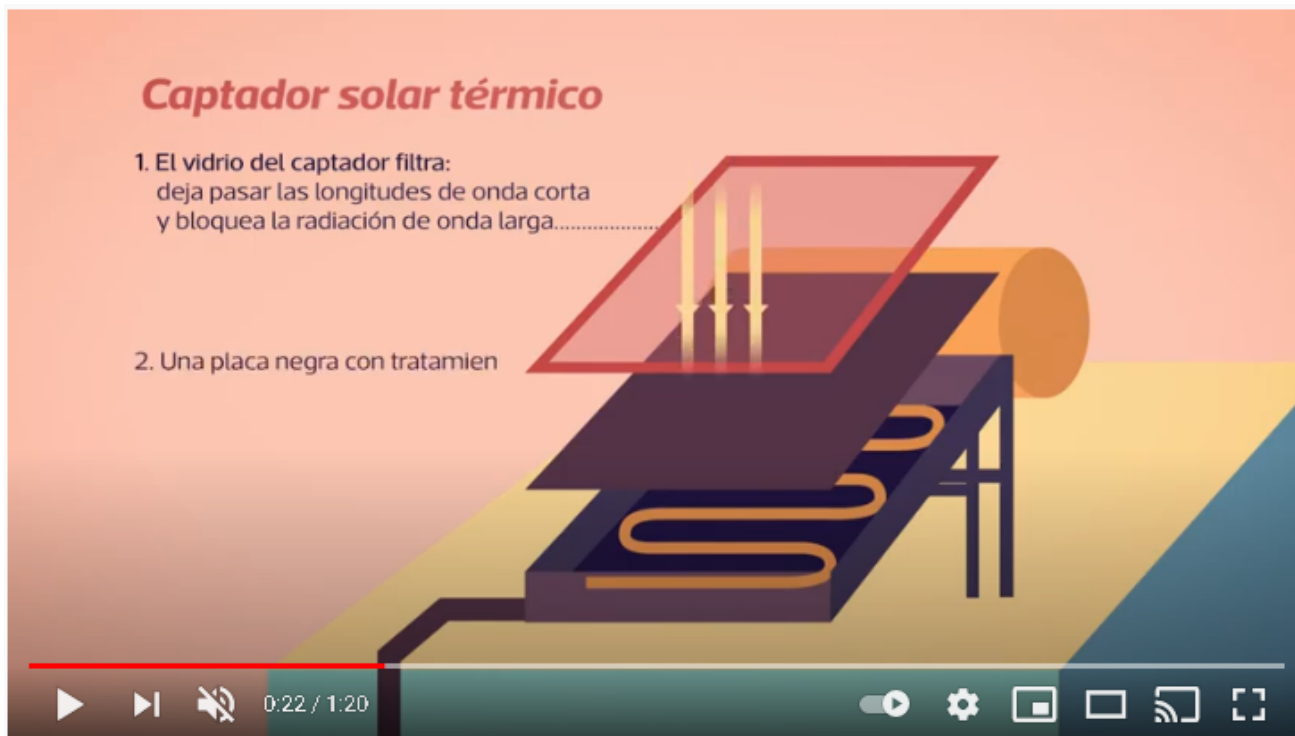 Captador solar térmico
1. El vidrio del captador filtra:
deja pasar las longitudes de onda corta
y bloquea la radiación de onda larga...................
2. Una placa negra con tratamien
0:22 / 1:20